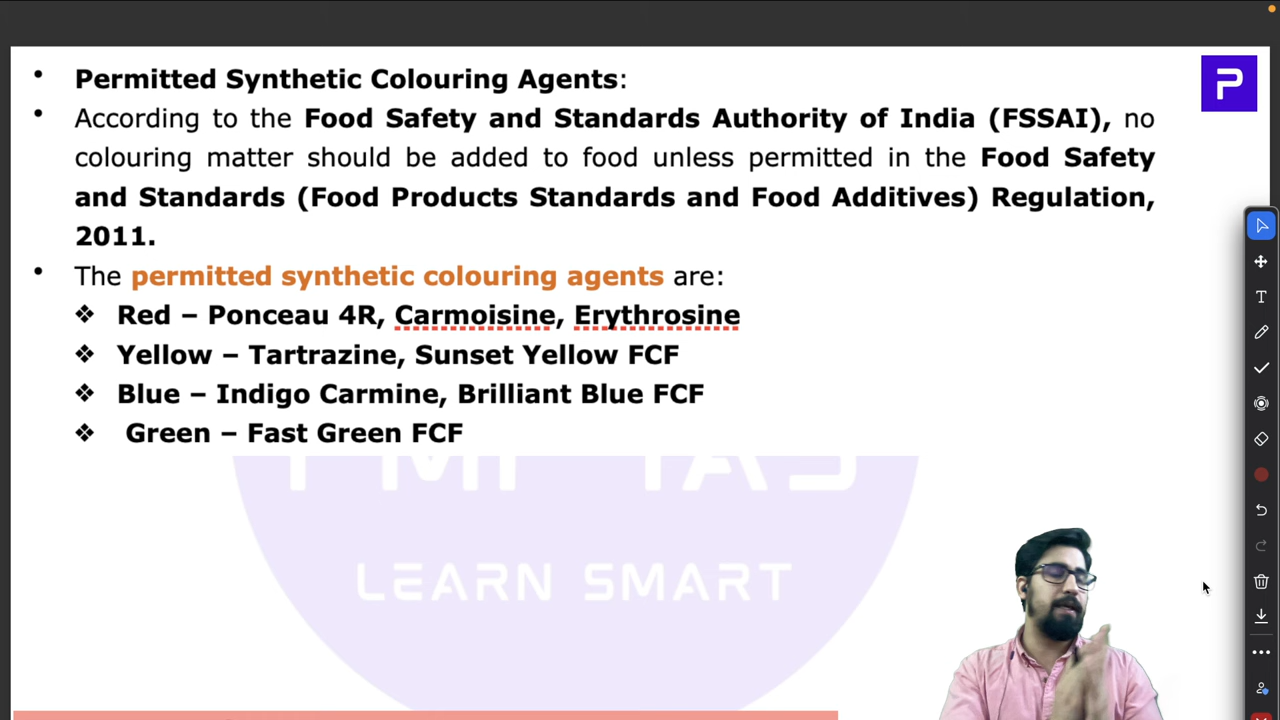 • Permitted Synthetic Colouring Agents:
• According to the Food Safety and Standards Authority of India (FSSAI), no
colouring matter should be added to food unless permitted in the Food Safety
and Standards (Food Products Standards and Food Additives) Regulation,
2011.
• The permitted synthetic colouring agents are:
❖ Red – Ponceau 4R, Carmoisine, Erythrosine
❖ Yellow – Tartrazine, Sunset Yellow FCF
❖ Blue – Indigo Carmine, Brilliant Blue FCF
❖ Green – Fast Green FCF
LEARN SMART
P
T